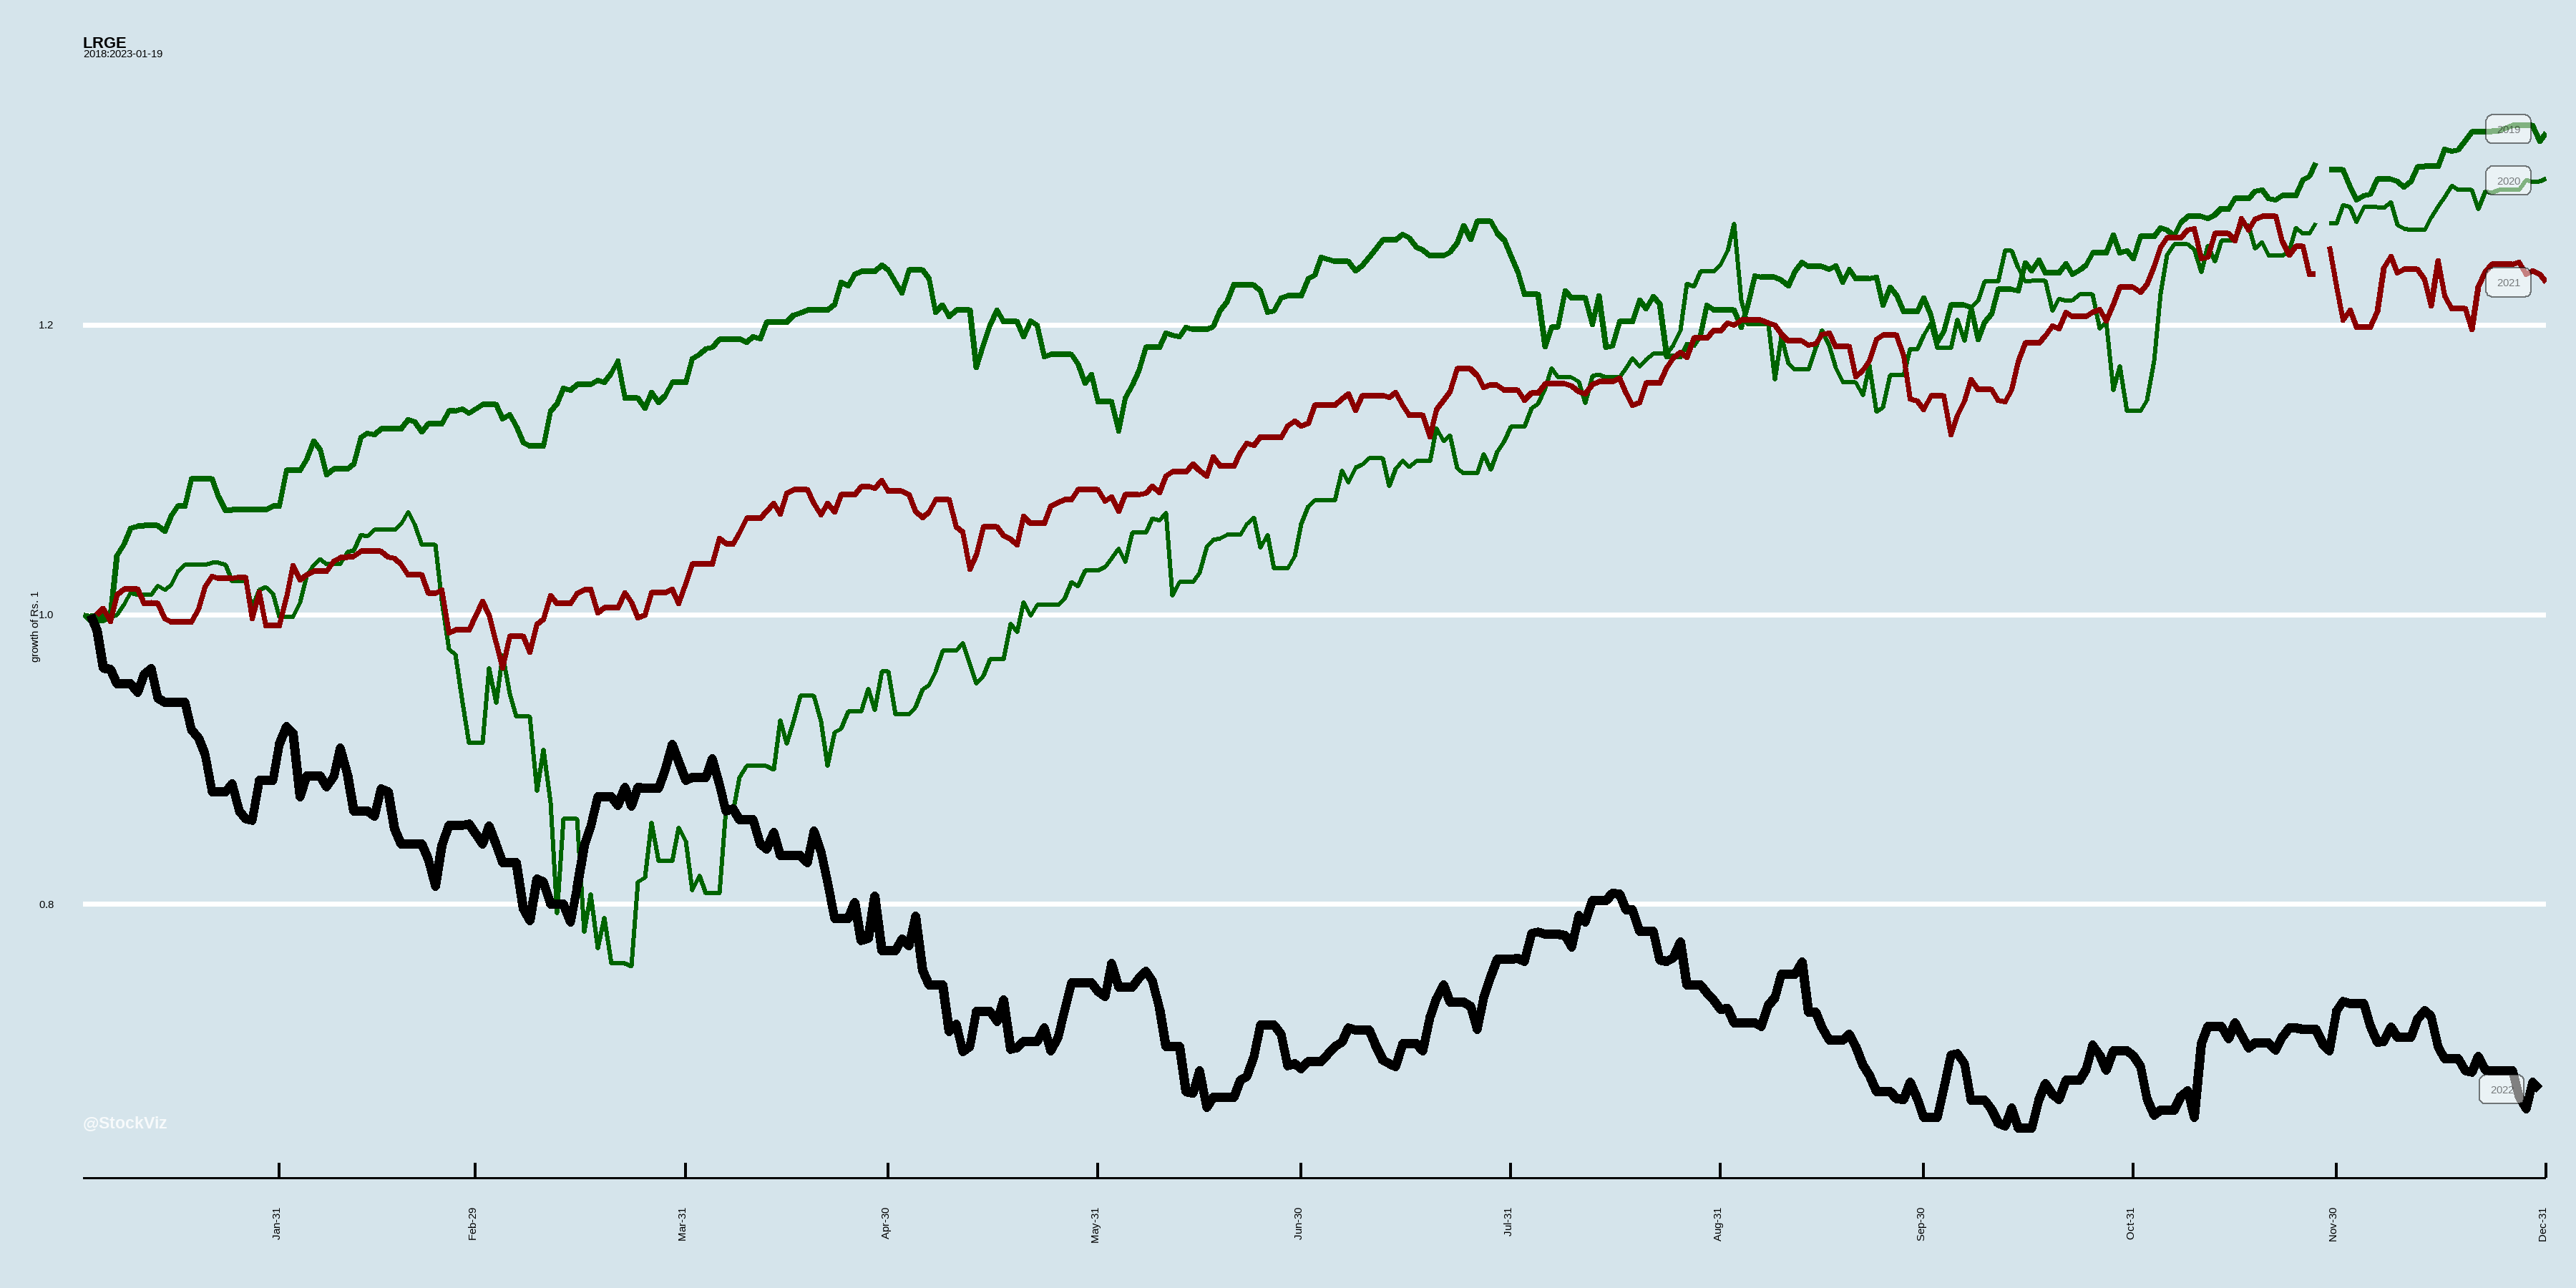 LRGE
2018:2023-01-19
2019
2020
2021
2022
1.2
1.0
0.8
growth of Rs. 1
@StockViz
Jan-31
Feb-29
Mar-31
Apr-30
May-31
Jun-30
Jul-31
Aug-31
Sep-30
Oct-31
Nov-30
Dec-31